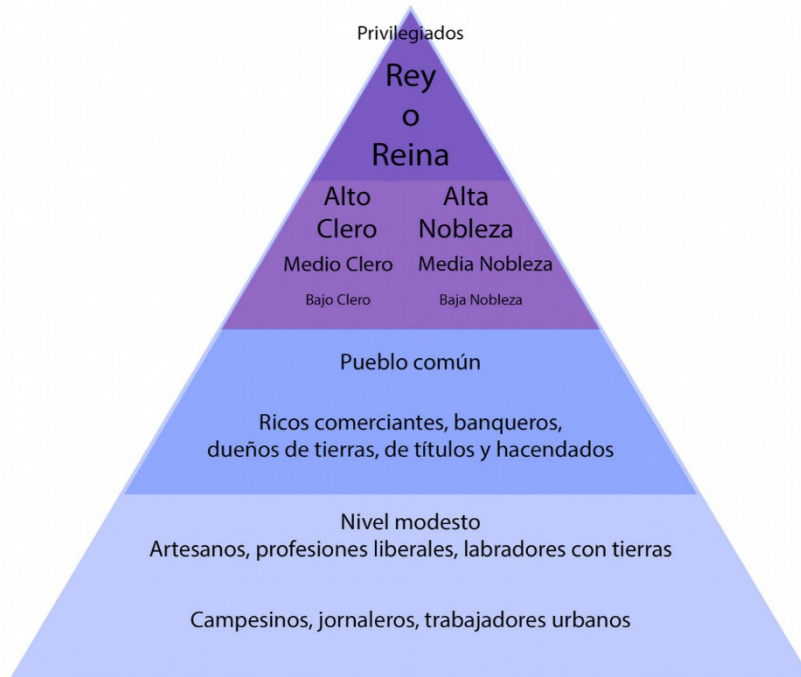 Privilegiados
Rey
o
Reina
Alto
Clero
Alta
Nobleza
Medio Clero
Media Nobleza
Bajo Clero
Baja Nobleza
Pueblo común
Ricos comerciantes, banqueros,
dueños de tierras, de títulos y hacendados
Nivel modesto
Artesanos, profesiones liberales, labradores con tierras
Campesinos, jornaleros, trabajadores urbanos